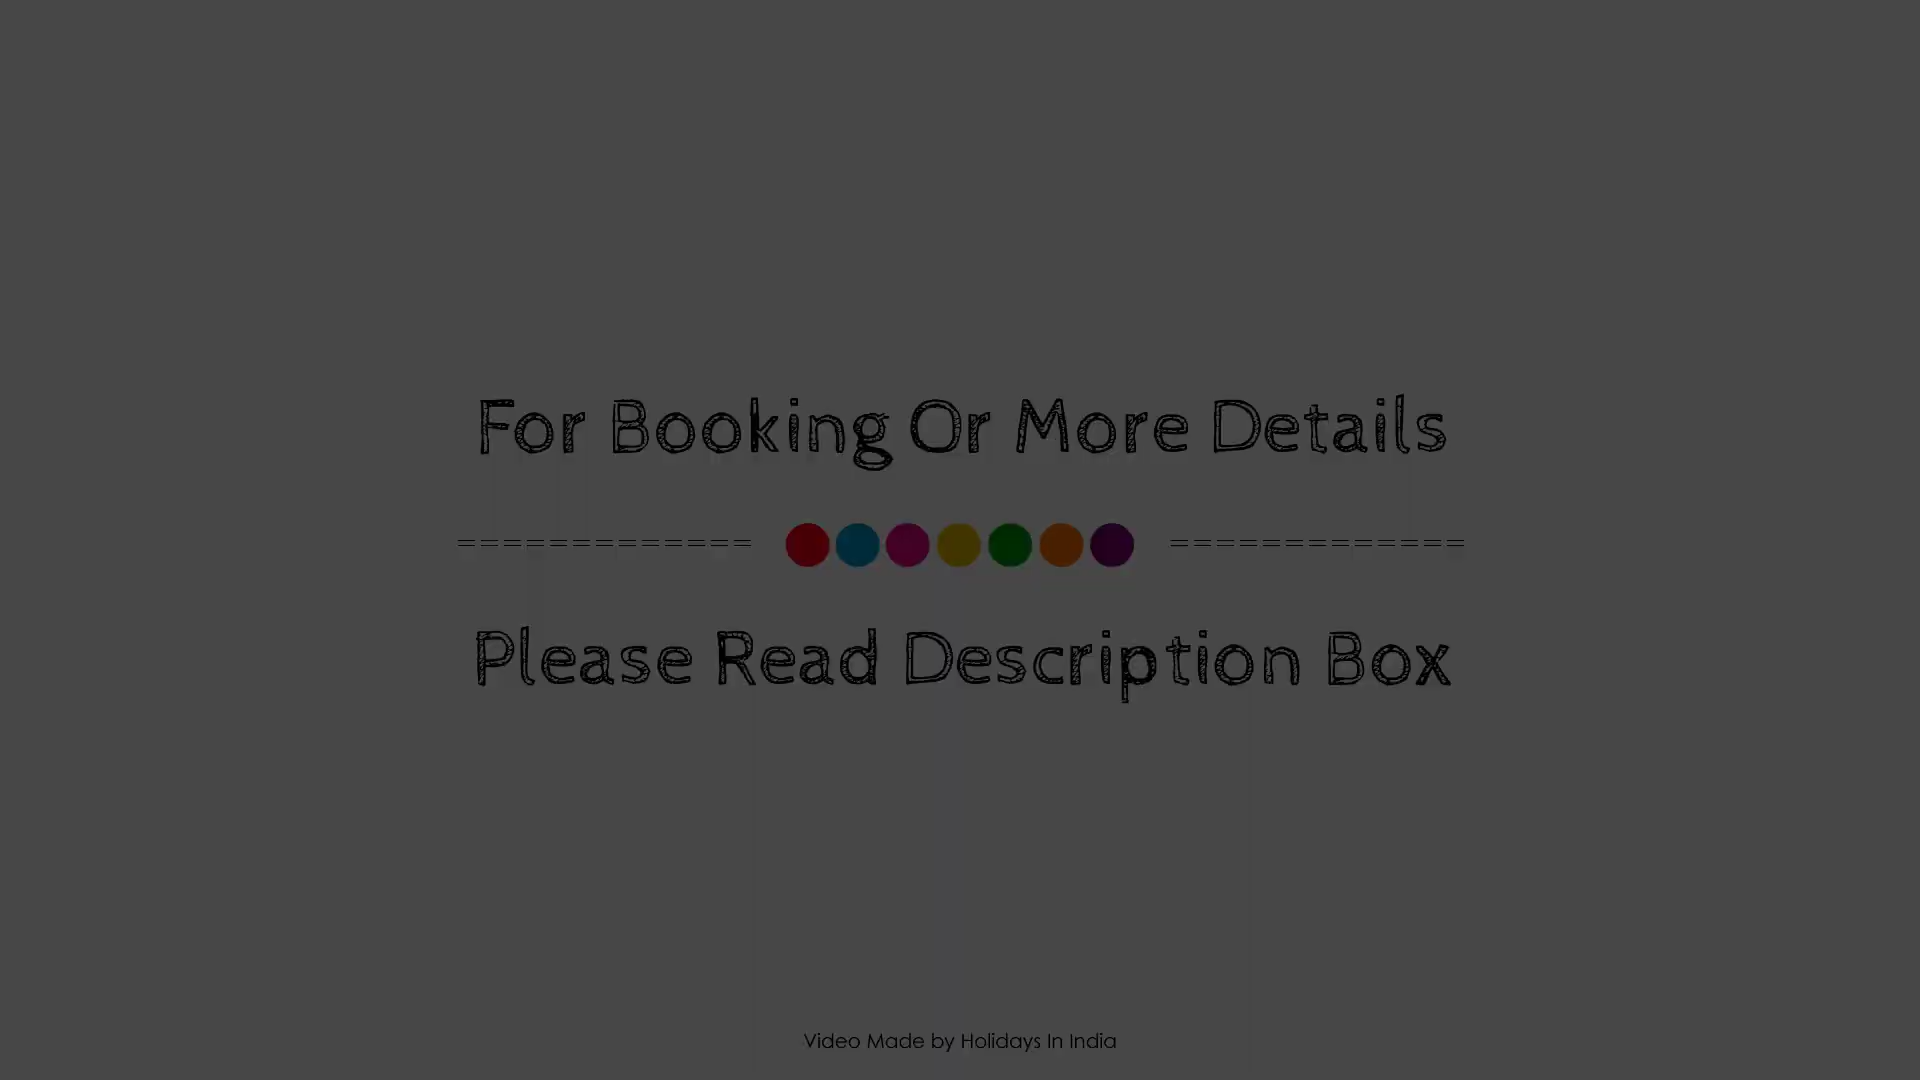 For Booking Or More Details
============= =============
Please Read Description Box
Video Made by Holidays In India